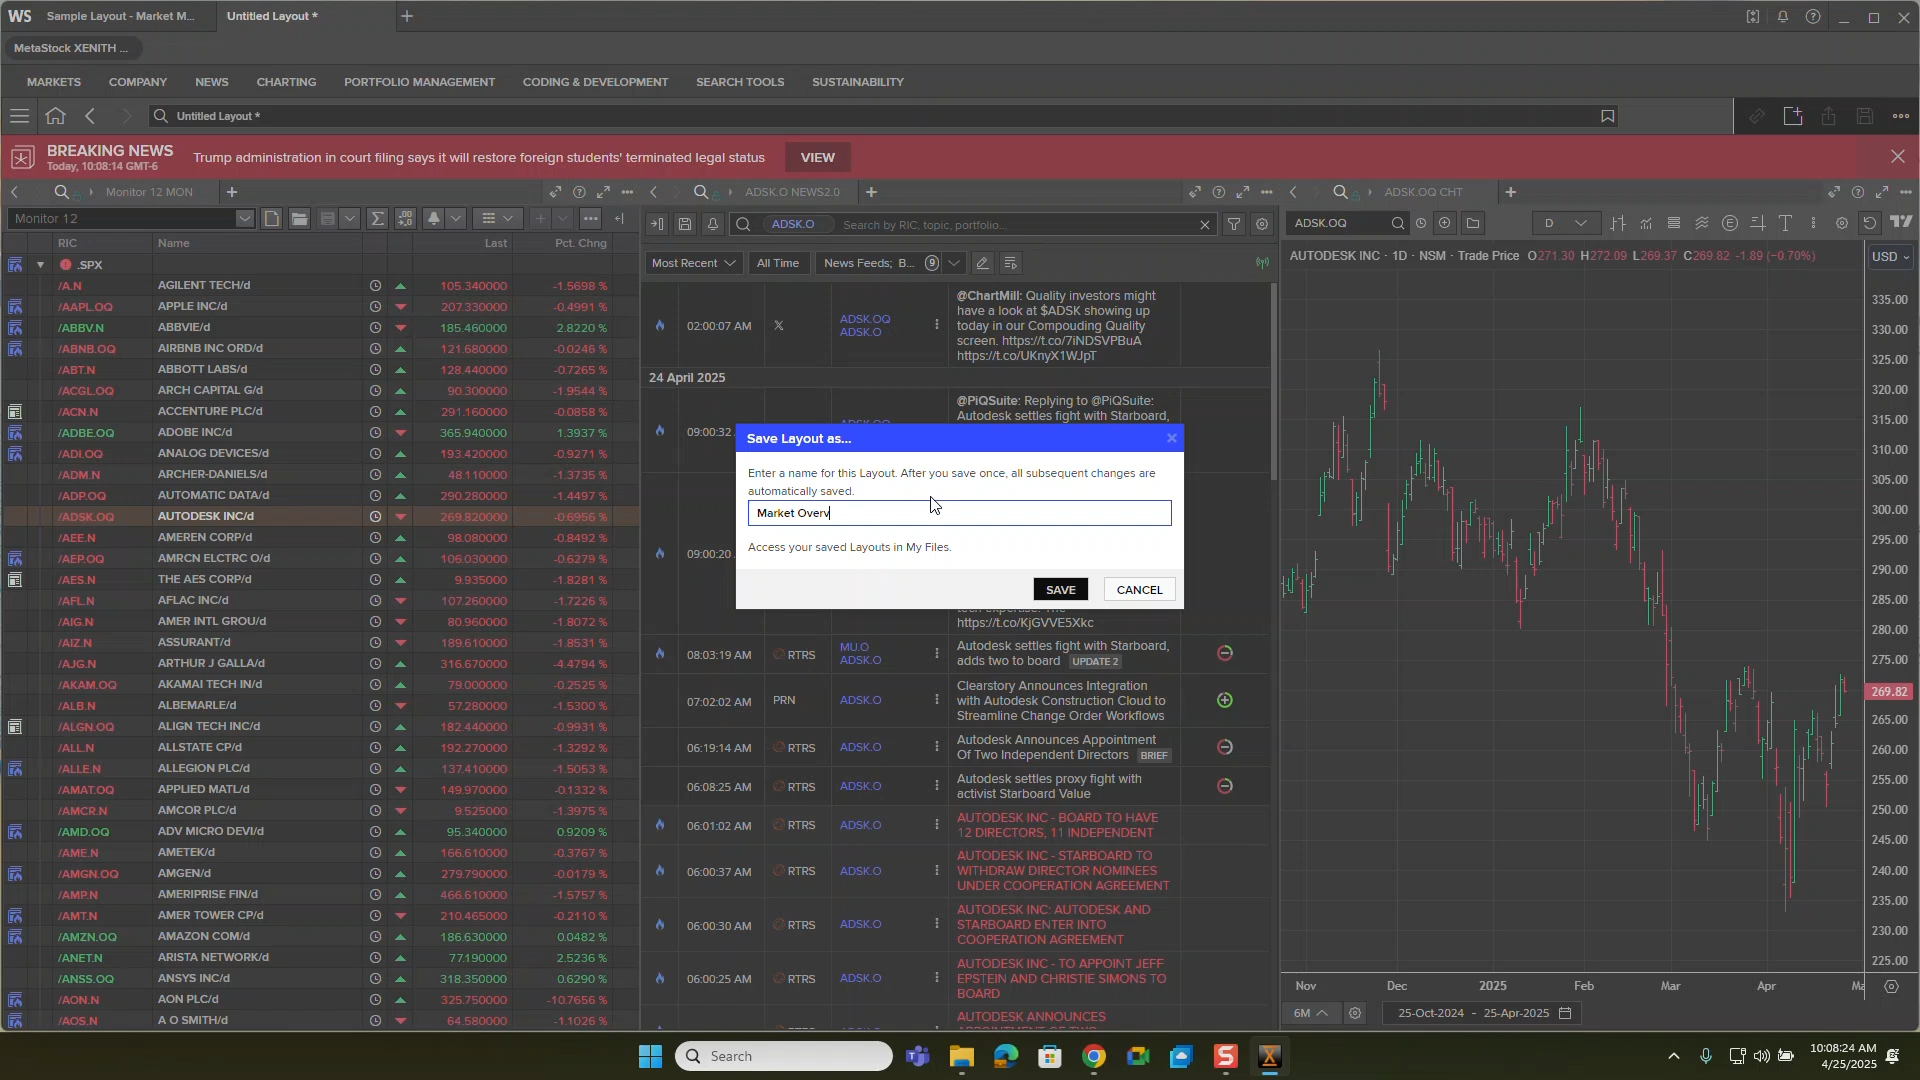 WS Sample Layout - Market M... Untitled Layout *
MetaStock XENITH ...
MARKETS COMPANY NEWS CHARTING PORTFOLIO MANAGEMENT CODING & DEVELOPMENT SEARCH TOOLS SUSTAINABILITY
Untitled Layout *
BREAKING NEWS
Today, 10:08:14 GMT-6
Trump administration in court filing says it will restore foreign students' terminated legal status
VIEW
Monitor 12 MON
Monitor 12
RIC Name Last Pct. Chng
.SPX
/A.N AGILENT TECH/d 105.340000 -1.5698 %
/AAPL.OQ APPLE INC/d 207.330000 -0.4991 %
/ABBV.N ABBVIE/d 185.460000 2.8220 %
/ABNB.OQ AIRBNB INC ORD/d 121.680000 -0.0246 %
/ABT.N ABBOTT LABS/d 128.440000 -0.7265 %
/ACGL.OQ ARCH CAPITAL G/d 90.300000 -1.9544 %
/ACN.N ACCENTURE PLC/d 291.160000 -0.0858 %
/ADBE.OQ ADOBE INC/d 365.940000 1.3937 %
/ADI.OQ ANALOG DEVICES/d 193.420000 -0.9271 %
/ADM.N ARCHER-DANIELS/d 48.110000 -1.3735 %
/ADP.OQ AUTOMATIC DATA/d 290.280000 -1.4497 %
/ADSK.OQ AUTODESK INC/d 269.820000 -0.6956 %
/AEE.N AMEREN CORP/d 98.080000 -0.8492 %
/AEP.OQ AMRCN ELCTRC O/d 106.030000 -0.6279 %
/AES.N THE AES CORP/d 9.935000 -1.8281 %
/AFL.N AFLAC INC/d 107.260000 -1.7226 %
/AIG.N AMER INTL GROU/d 80.960000 -1.8072 %
/AIZ.N ASSURANT/d 189.610000 -1.8531 %
/AJG.N ARTHUR J GALLA/d 316.670000 -4.4794 %
/AKAM.OQ AKAMAI TECH IN/d 79.000000 -0.2525 %
/ALB.N ALBEMARLE/d 57.280000 -1.5300 %
/ALGN.OQ ALIGN TECH INC/d 182.440000 -0.9931 %
/ALL.N ALLSTATE CP/d 192.270000 -1.3292 %
/ALLE.N ALLEGION PLC/d 137.410000 -1.5053 %
/AMAT.OQ APPLIED MATL/d 149.970000 -0.1332 %
/AMCR.N AMCOR PLC/d 9.525000 -1.3975 %
/AMD.OQ ADV MICRO DEVI/d 95.340000 0.9209 %
/AME.N AMETEK/d 166.610000 -0.3767 %
/AMGN.OQ AMGEN/d 279.790000 -0.0179 %
/AMP.N AMERIPRISE FIN/d 466.610000 -1.5757 %
/AMT.N AMER TOWER CP/d 210.465000 -0.2110 %
/AMZN.OQ AMAZON COM/d 186.630000 0.0482 %
/ANET.N ARISTA NETWORK/d 77.190000 2.5236 %
/ANSS.OQ ANSYS INC/d 318.350000 0.6290 %
/AON.N AON PLC/d 325.750000 -10.7656 %
/AOS.N A O SMITH/d 64.580000 -1.1026 %
ADSK.O NEWS2.0
ADSK.O Search by RIC, topic, portfolio...
Most Recent All Time News Feeds; B... 9
02:00:07 AM ADSK.OQ ADSK.O
@ChartMill: Quality investors might
have a look at $ADSK showing up
today in our Compouding Quality
screen. https://t.co/7iNDSVPBuA
https://t.co/UKnyX1WJpT
24 April 2025
09:00:32
@PiQSuite: Replying to @PiQSuite:
Autodesk settles fight with Starboard,
09:00:20
https://t.co/KjGVVE5Xkc
08:03:19 AM RTRS MU.O ADSK.O
Autodesk settles fight with Starboard,
adds two to board UPDATE 2
07:02:02 AM PRN ADSK.O
Clearstory Announces Integration
with Autodesk Construction Cloud to
Streamline Change Order Workflows
06:19:14 AM RTRS ADSK.O
Autodesk Announces Appointment
Of Two Independent Directors BRIEF
06:08:25 AM RTRS ADSK.O
Autodesk settles proxy fight with
activist Starboard Value
06:01:02 AM RTRS ADSK.O
AUTODESK INC - BOARD TO HAVE
12 DIRECTORS, 11 INDEPENDENT
06:00:37 AM RTRS ADSK.O
AUTODESK INC - STARBOARD TO
WITHDRAW DIRECTOR NOMINEES
UNDER COOPERATION AGREEMENT
06:00:30 AM RTRS ADSK.O
AUTODESK INC: AUTODESK AND
STARBOARD ENTER INTO
COOPERATION AGREEMENT
06:00:25 AM RTRS ADSK.O
AUTODESK INC - TO APPOINT JEFF
EPSTEIN AND CHRISTIE SIMONS TO
BOARD
AUTODESK ANNOUNCES
Save Layout as...
Enter a name for this Layout. After you save once, all subsequent changes are
automatically saved.
Market Overv
Access your saved Layouts in My Files.
SAVE CANCEL
ADSK.OQ CHT
ADSK.OQ D
AUTODESK INC · 1D · NSM · Trade Price O271.30 H272.09 L269.37 C269.82 -1.89 (-0.70%) USD
335.00
330.00
325.00
320.00
315.00
310.00
305.00
300.00
295.00
290.00
285.00
280.00
275.00
269.82
265.00
260.00
255.00
250.00
245.00
240.00
235.00
230.00
225.00
Nov Dec 2025 Feb Mar Apr Ma
6M 25-Oct-2024 - 25-Apr-2025
Search
10:08:24 AM
4/25/2025